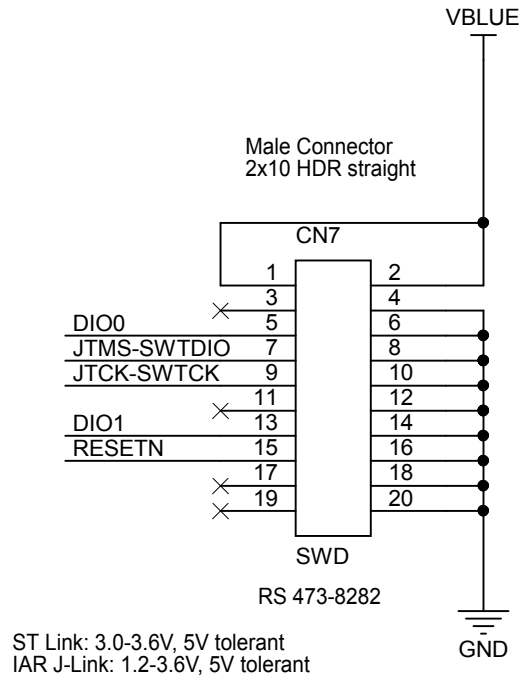 VBLUE
Male Connector
2x10 HDR straight
CN7
1 2
3 4
DIO0 5 6
JTMS-SWTDIO 7 8
JTCK-SWTCK 9 10
11 12
DIO1 13 14
RESETN 15 16
17 18
19 20
SWD
RS 473-8282
GND
ST Link: 3.0-3.6V, 5V tolerant
IAR J-Link: 1.2-3.6V, 5V tolerant